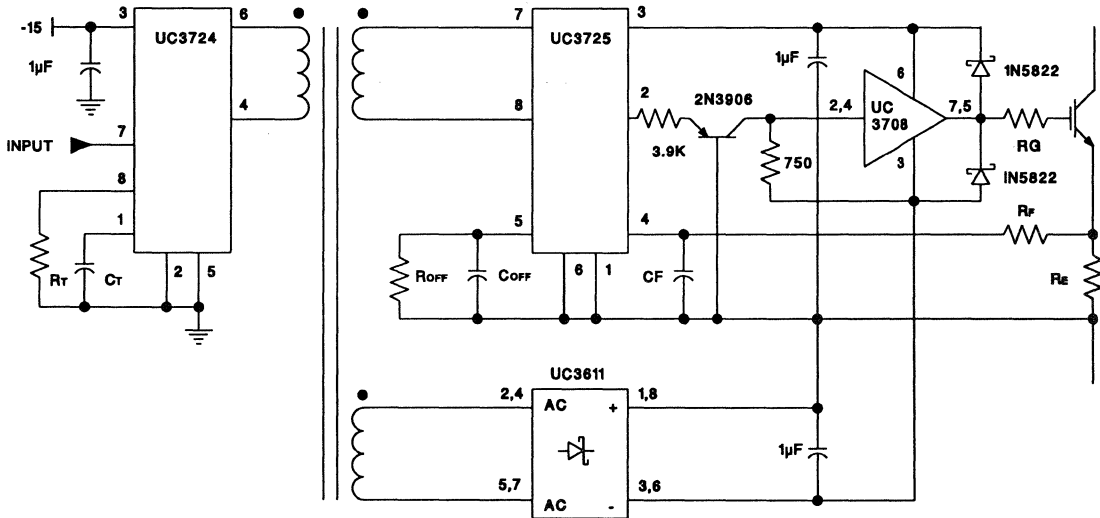 3
6
7
3
-15
UC3724
UC3725
1µF
1µF
6
1N5822
2
2N3906
4
8
2,4
UC
3708
7,5
7
INPUT
3.9K
750
3
RG
8
IN5822
1
5
4
RF
RT
CT
2
5
ROFF
COFF
6
1
CF
RE
UC3611
2,4
AC
+
1,8
1µF
5,7
AC
-
3,6